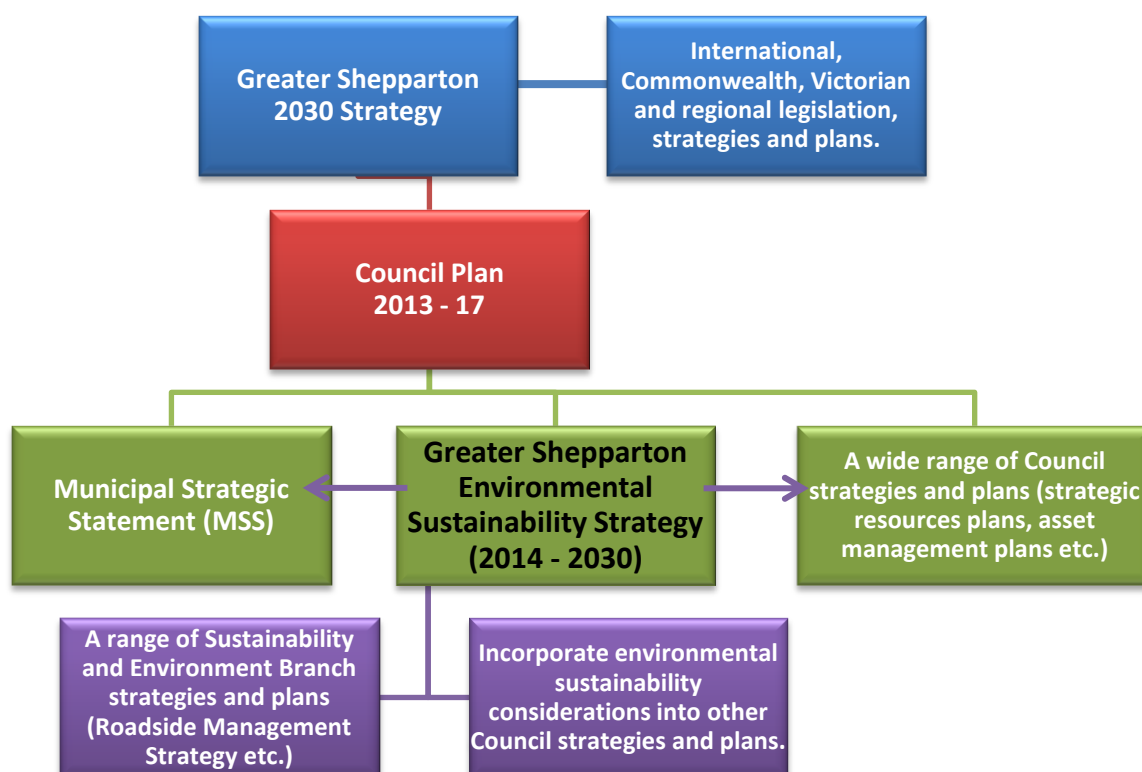 Greater Shepparton
2030 Strategy
International,
Commonwealth, Victorian
and regional legislation,
strategies and plans.
Council Plan
2013 - 17
Municipal Strategic
Statement (MSS)
Greater Shepparton
Environmental
Sustainability Strategy
(2014 - 2030)
A wide range of Council
strategies and plans (strategic
resources plans, asset
management plans etc.)
A range of Sustainability
and Environment Branch
strategies and plans
(Roadside Management
Strategy etc.)
Incorporate environmental
sustainability
considerations into other
Council strategies and plans.